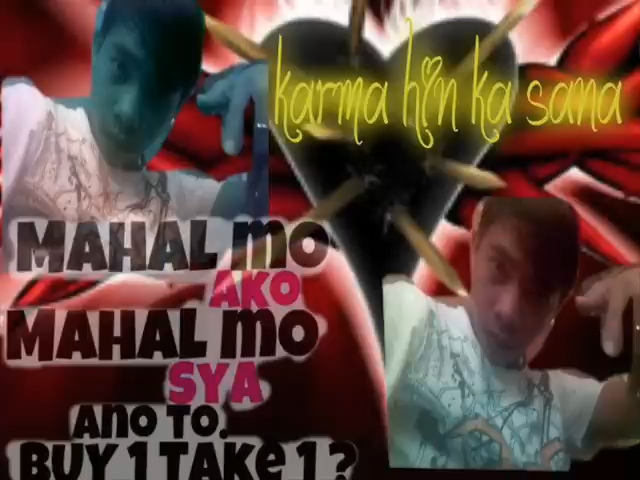 karma hin ka sana
MAHAL mo
AKO
MAHAL mo
SYA
ANO TO.
BUY 1 TAKE 1 ?